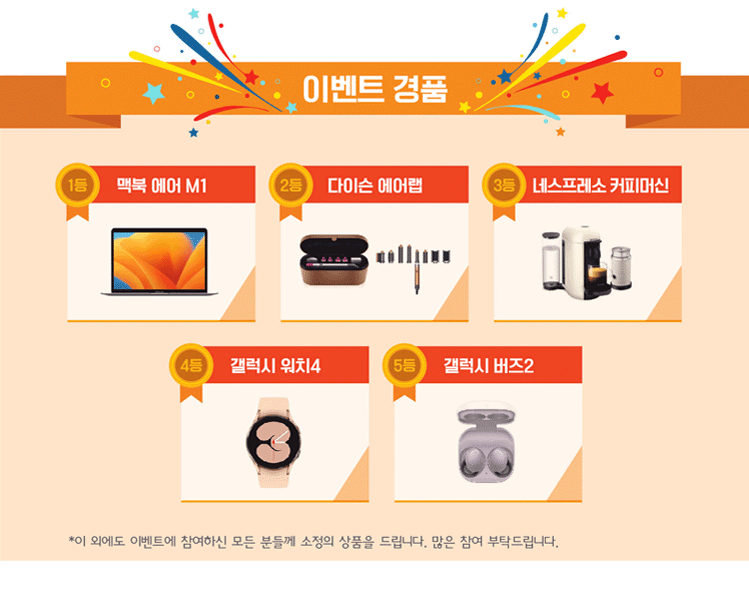 이벤트 경품
1등 맥북 에어 M1
2등 다이슨 에어랩
3등 네스프레소 커피머신
4등 갤럭시 워치4
5등 갤럭시 버즈2
*이 외에도 이벤트에 참여하신 모든 분들께 소정의 상품을 드립니다. 많은 참여 부탁드립니다.